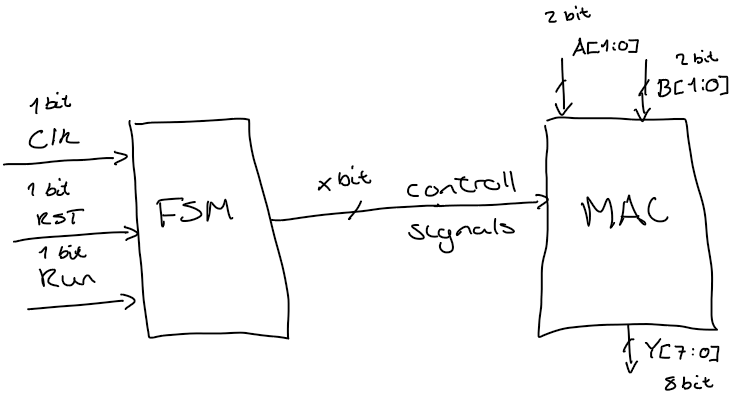 2 bit
A[1:0]
2 bit
B[1:0]
1 bit
Clk
1 bit
RST
1 bit
Run
FSM
x bit
controll
signals
MAC
Y[7:0]
8 bit